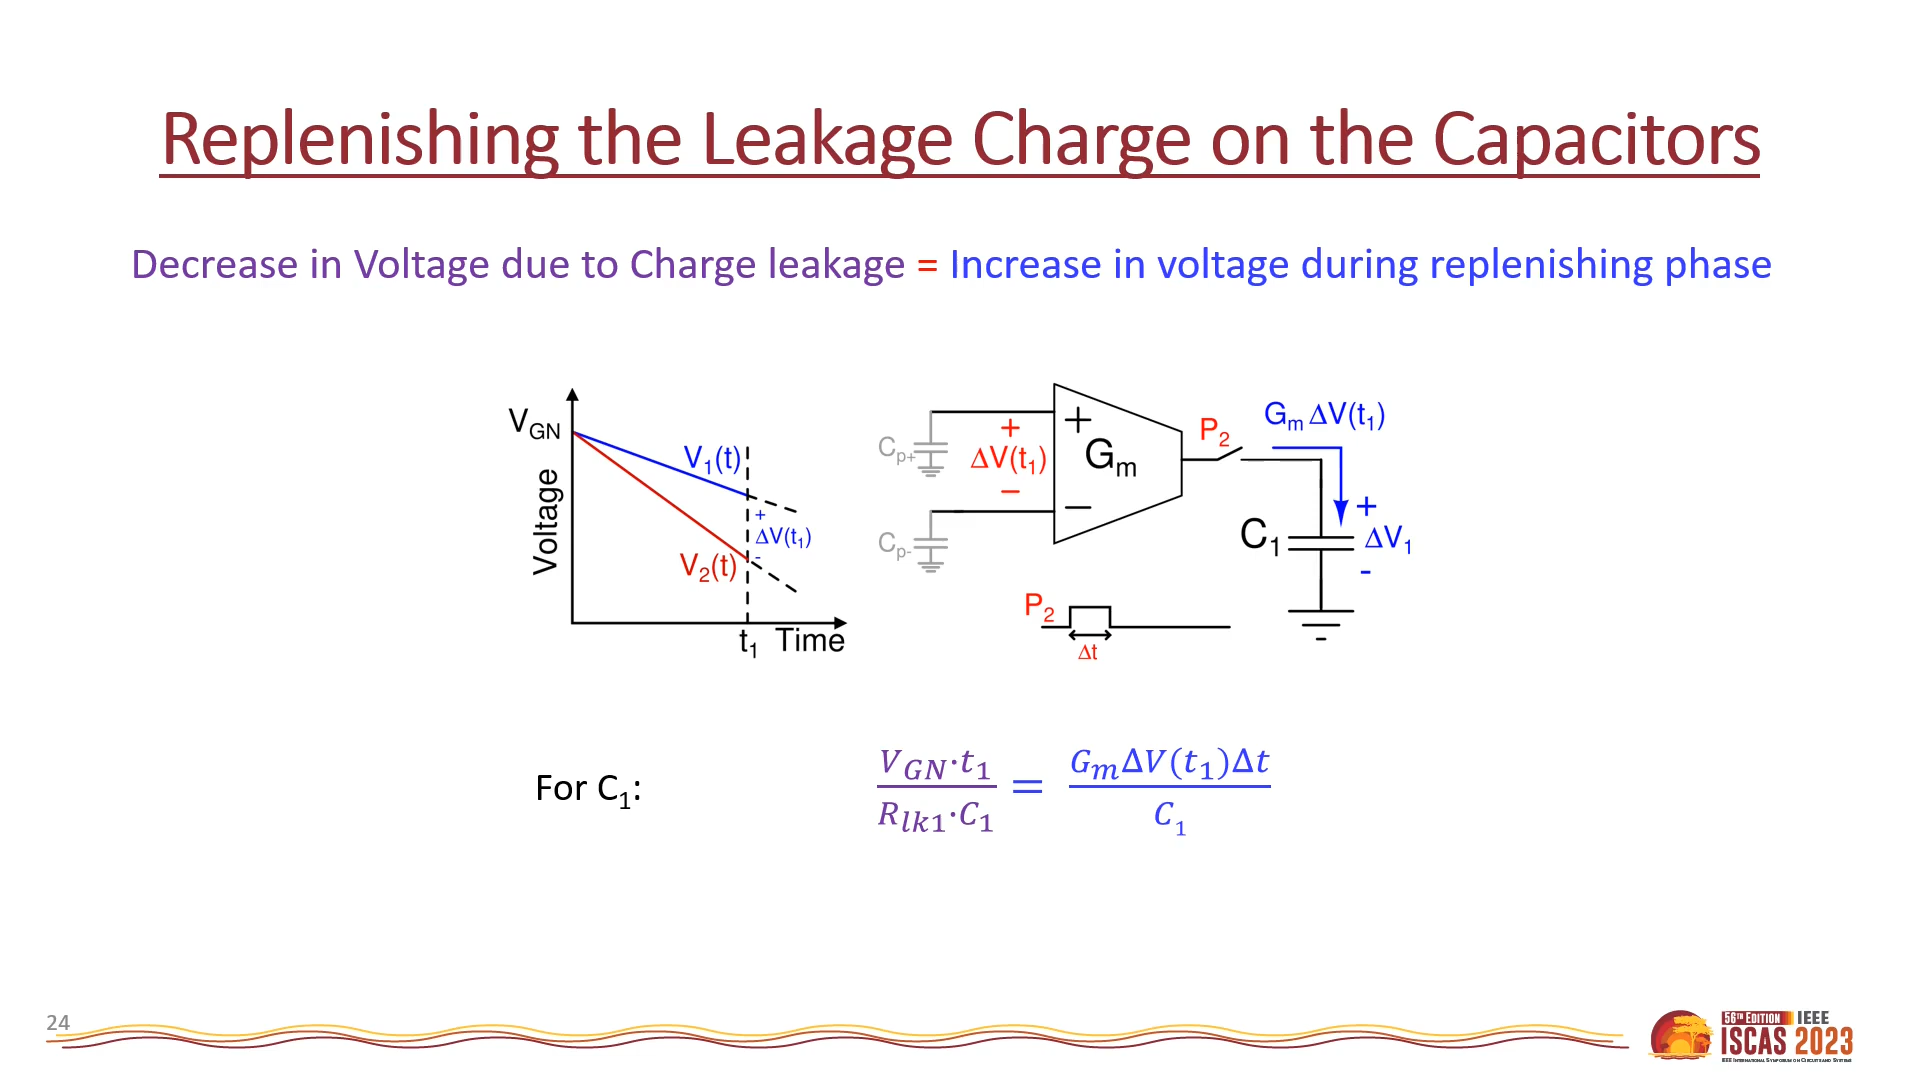 Replenishing the Leakage Charge on the Capacitors
Decrease in Voltage due to Charge leakage = Increase in voltage during replenishing phase
V_GN
Voltage
V₁(t)
+
ΔV(t₁)
-
V₂(t)
t₁ Time
C_p+
C_p-
+
ΔV(t₁)
−
+
G_m
−
P₂
G_m ΔV(t₁)
C₁
+
ΔV₁
-
P₂
Δt
For C₁:
V_GN·t₁ / R_lk1·C₁ = G_mΔV(t₁)Δt / C₁
24
56TH EDITION IEEE
ISCAS 2023
IEEE INTERNATIONAL SYMPOSIUM ON CIRCUITS AND SYSTEMS